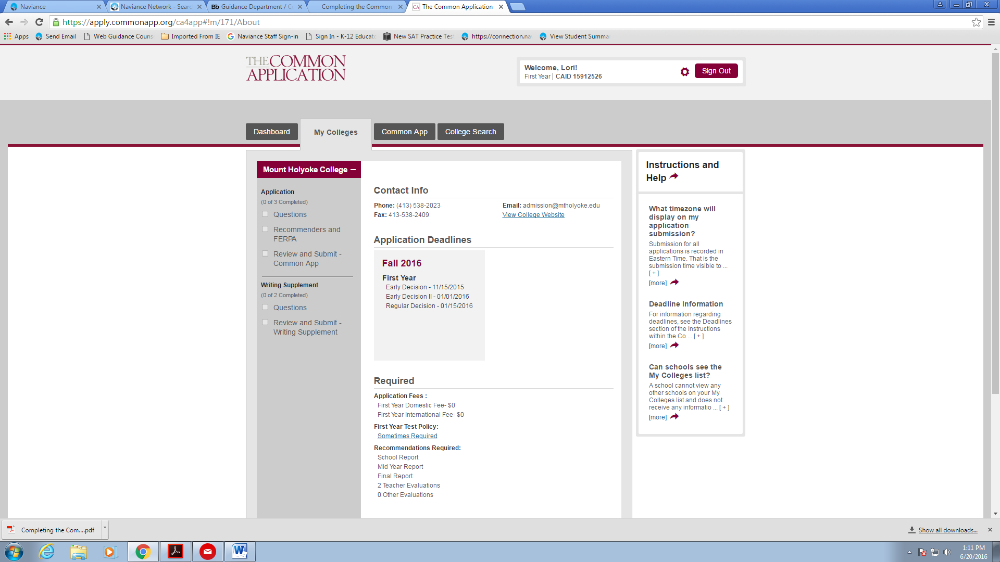 Naviance
Naviance Network - Searc
Bb Guidance Department / C
Completing the Common
CA The Common Application
https://apply.commonapp.org/ca4app#!m/171/About
Apps
Send Email
Web Guidance Couns
Imported From IE
G Naviance Staff Sign-in
Sign In - K-12 Educat
New SAT Practice Test
https://connection.na
View Student Summa
THE COMMON
APPLICATION
Welcome, Lori!
First Year | CAID 15912526
Sign Out
Dashboard
My Colleges
Common App
College Search
Mount Holyoke College –
Application
(0 of 3 Completed)
Questions
Recommenders and
FERPA
Review and Submit -
Common App
Writing Supplement
(0 of 2 Completed)
Questions
Review and Submit -
Writing Supplement
Contact Info
Phone: (413) 538-2023
Email: admission@mtholyoke.edu
Fax: 413-538-2409
View College Website
Application Deadlines
Fall 2016
First Year
Early Decision - 11/15/2015
Early Decision II - 01/01/2016
Regular Decision - 01/15/2016
Required
Application Fees :
First Year Domestic Fee- $0
First Year International Fee- $0
First Year Test Policy:
Sometimes Required
Recommendations Required:
School Report
Mid Year Report
Final Report
2 Teacher Evaluations
0 Other Evaluations
Instructions and
Help
What timezone will
display on my
application
submission?
Submission for all
applications is recorded in
Eastern Time. That is the
submission time visible to ...
[ + ]
[more]
Deadline Information
For information regarding
deadlines, see the Deadlines
section of the Instructions
within the Co ... [ + ]
[more]
Can schools see the
My Colleges list?
A school cannot view any
other schools on your My
Colleges list and does not
receive any informatio ... [ + ]
[more]
Completing the Com....pdf
Show all downloads...
1:11 PM
6/20/2016